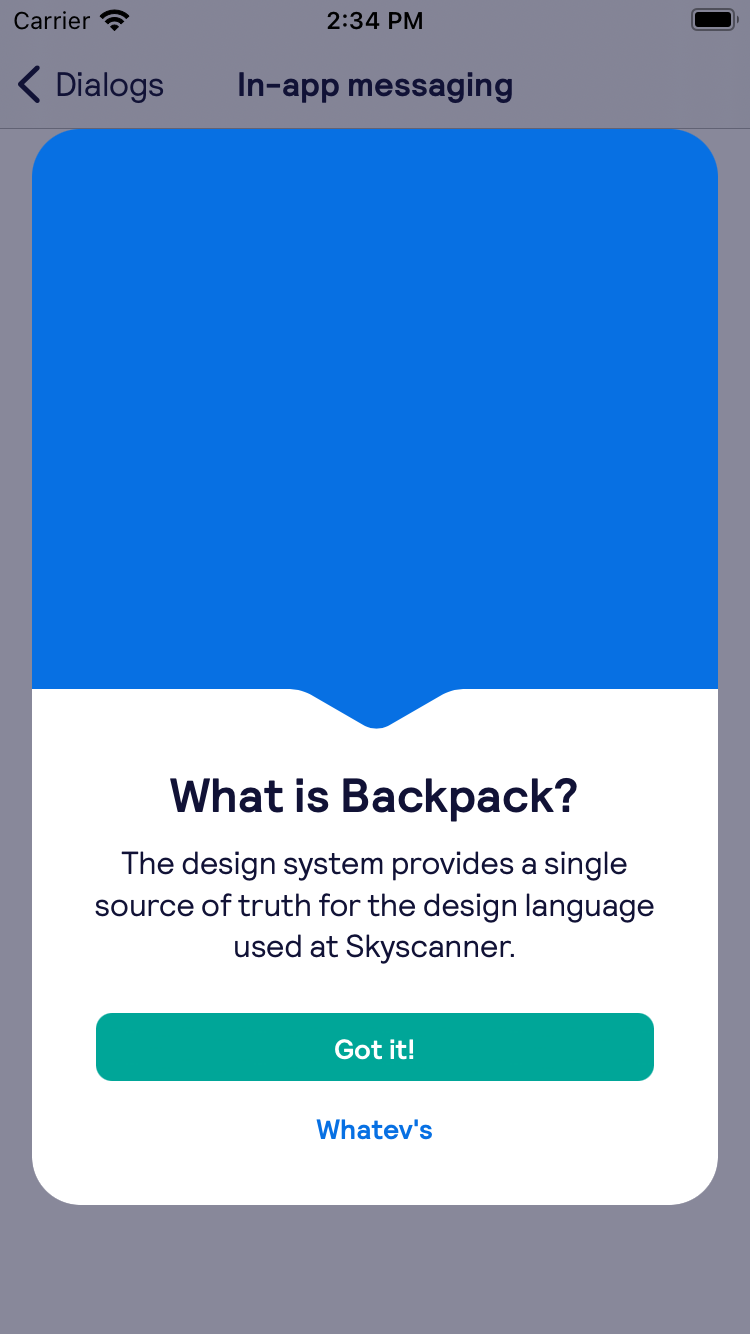 Carrier 2:34 PM
Dialogs In-app messaging
What is Backpack?
The design system provides a single
source of truth for the design language
used at Skyscanner.
Got it!
Whatev's